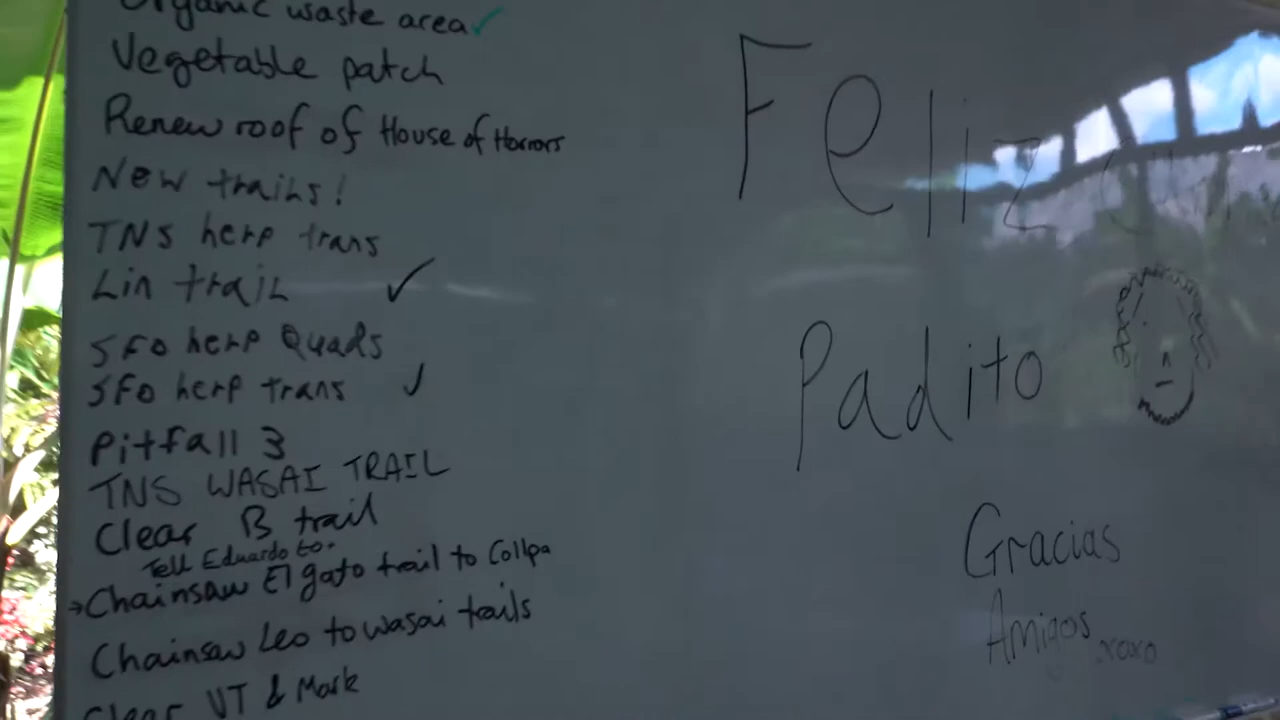 Organic waste area ✓
Vegetable patch
Renew roof of House of Horrors
New trails!
TNS herp trans
Lin trail ✓
SFO herp Quads
SFO herp trans ✓
Pitfall 3
TNS WASAI TRAIL
Clear B trail
Tell Eduardo to.
→Chainsaw El gato trail to Collpa
Chainsaw Leo to wasai trails
Clear VT & Mark
Feliz
Padito
Gracias
Amigos
xoxo